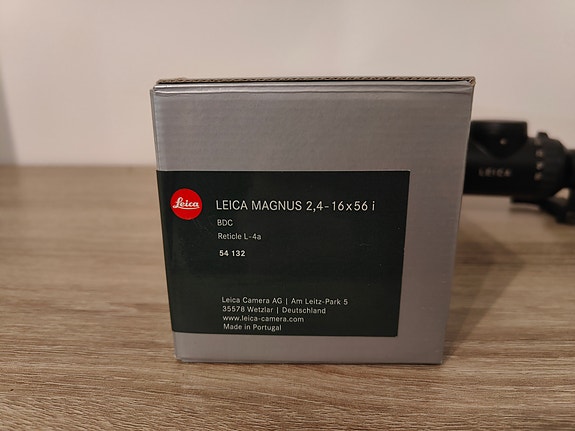 Leica
LEICA MAGNUS 2,4-16x56 i
BDC
Reticle L-4a
54 132
Leica Camera AG | Am Leitz-Park 5
35578 Wetzlar | Deutschland
www.leica-camera.com
Made in Portugal
LEICA